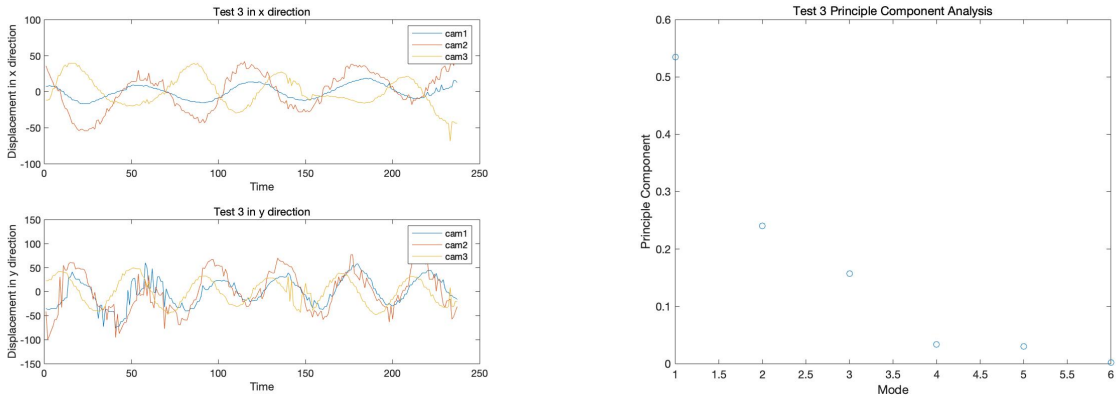 Test 3 in x direction
100
50
0
-50
-100
Displacement in x direction
cam1
cam2
cam3
0 50 100 150 200 250
Time
Test 3 in y direction
150
100
50
0
-50
-100
-150
Displacement in y direction
cam1
cam2
cam3
0 50 100 150 200 250
Time
Test 3 Principle Component Analysis
0.6
0.5
0.4
0.3
0.2
0.1
0
Principle Component
1 1.5 2 2.5 3 3.5 4 4.5 5 5.5 6
Mode